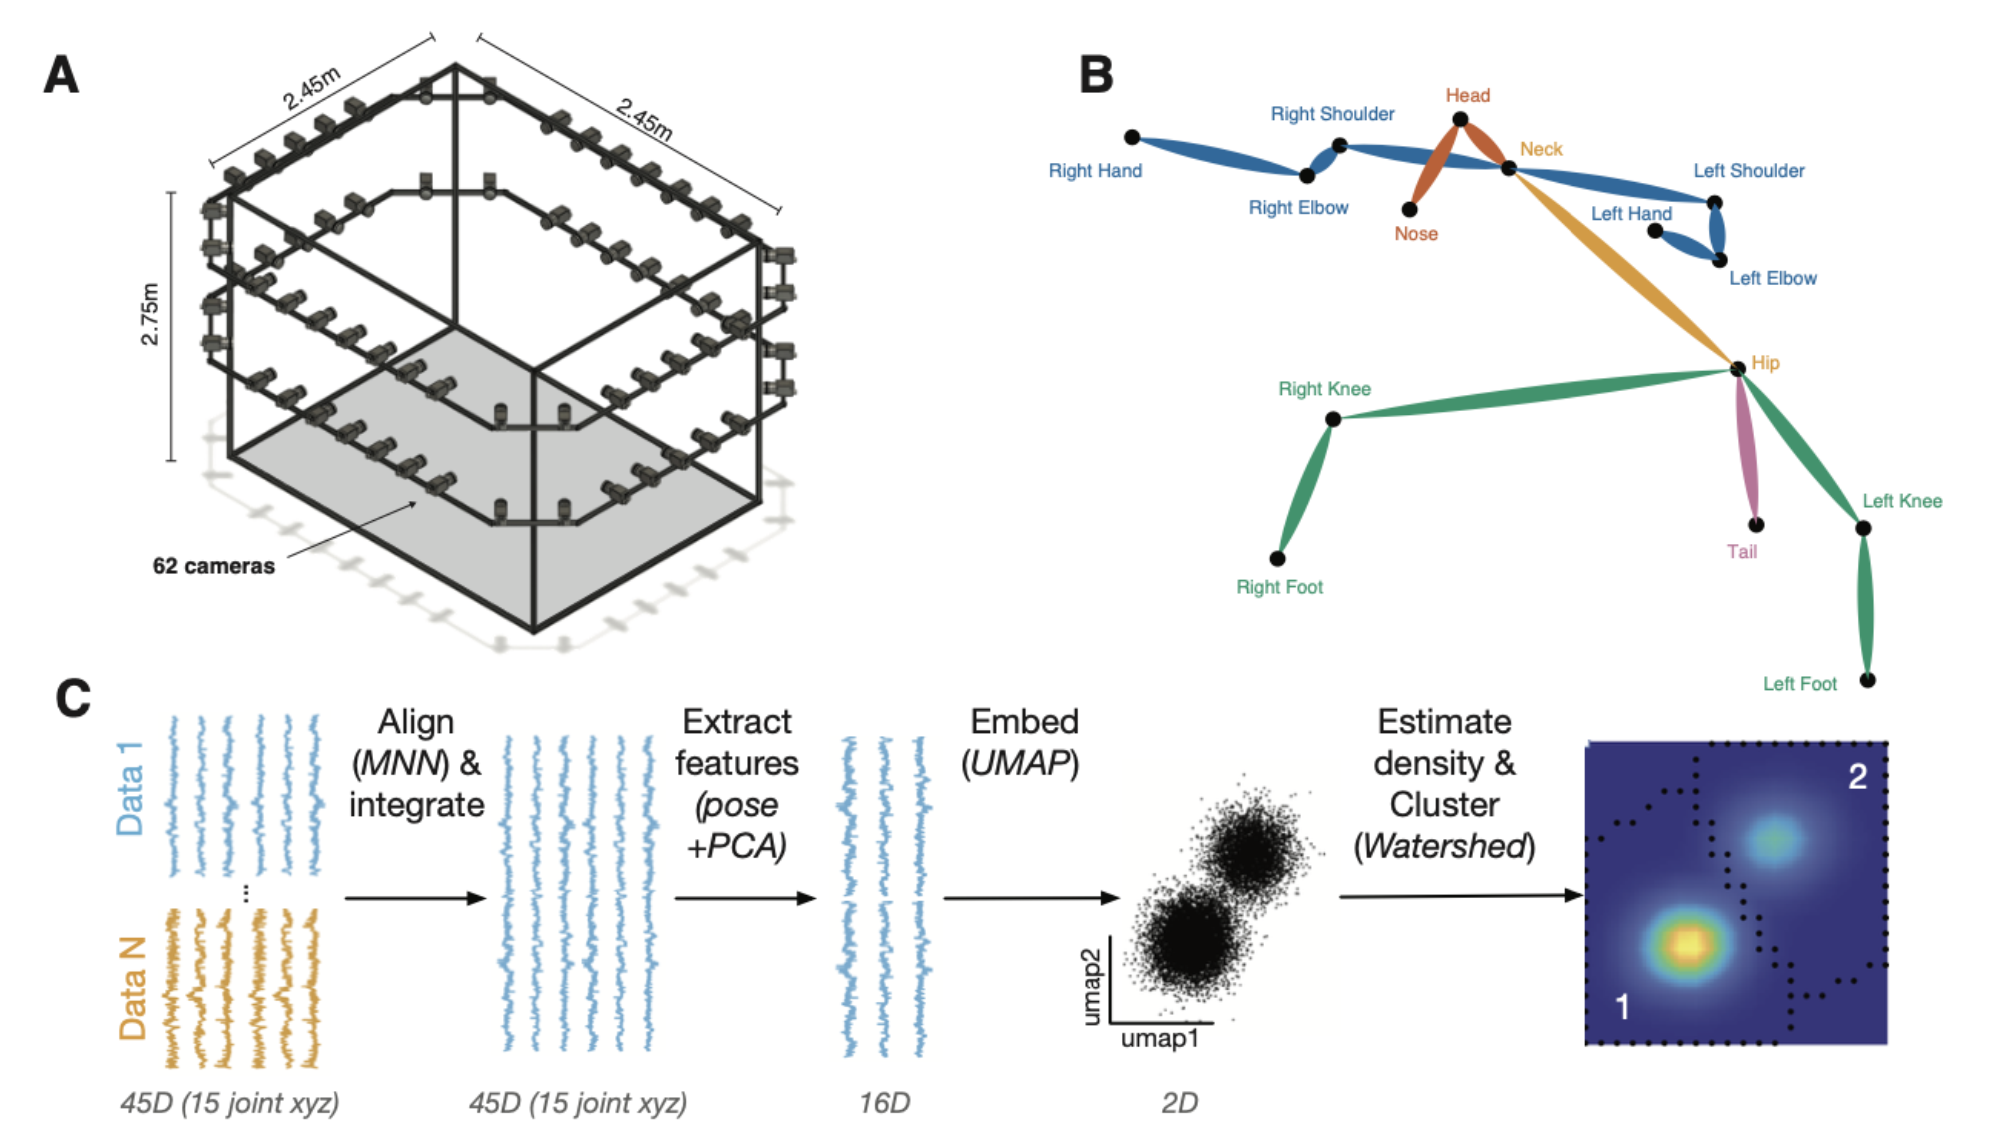 A
2.45m
2.45m
2.75m
62 cameras
B
Head
Right Shoulder
Neck
Right Hand
Left Shoulder
Right Elbow
Left Hand
Nose
Left Elbow
Hip
Right Knee
Left Knee
Tail
Right Foot
Left Foot
C
Data 1
...
Data N
Align
(MNN) &
integrate
Extract
features
(pose
+PCA)
Embed
(UMAP)
umap2
umap1
Estimate
density &
Cluster
(Watershed)
2
1
45D (15 joint xyz)
45D (15 joint xyz)
16D
2D